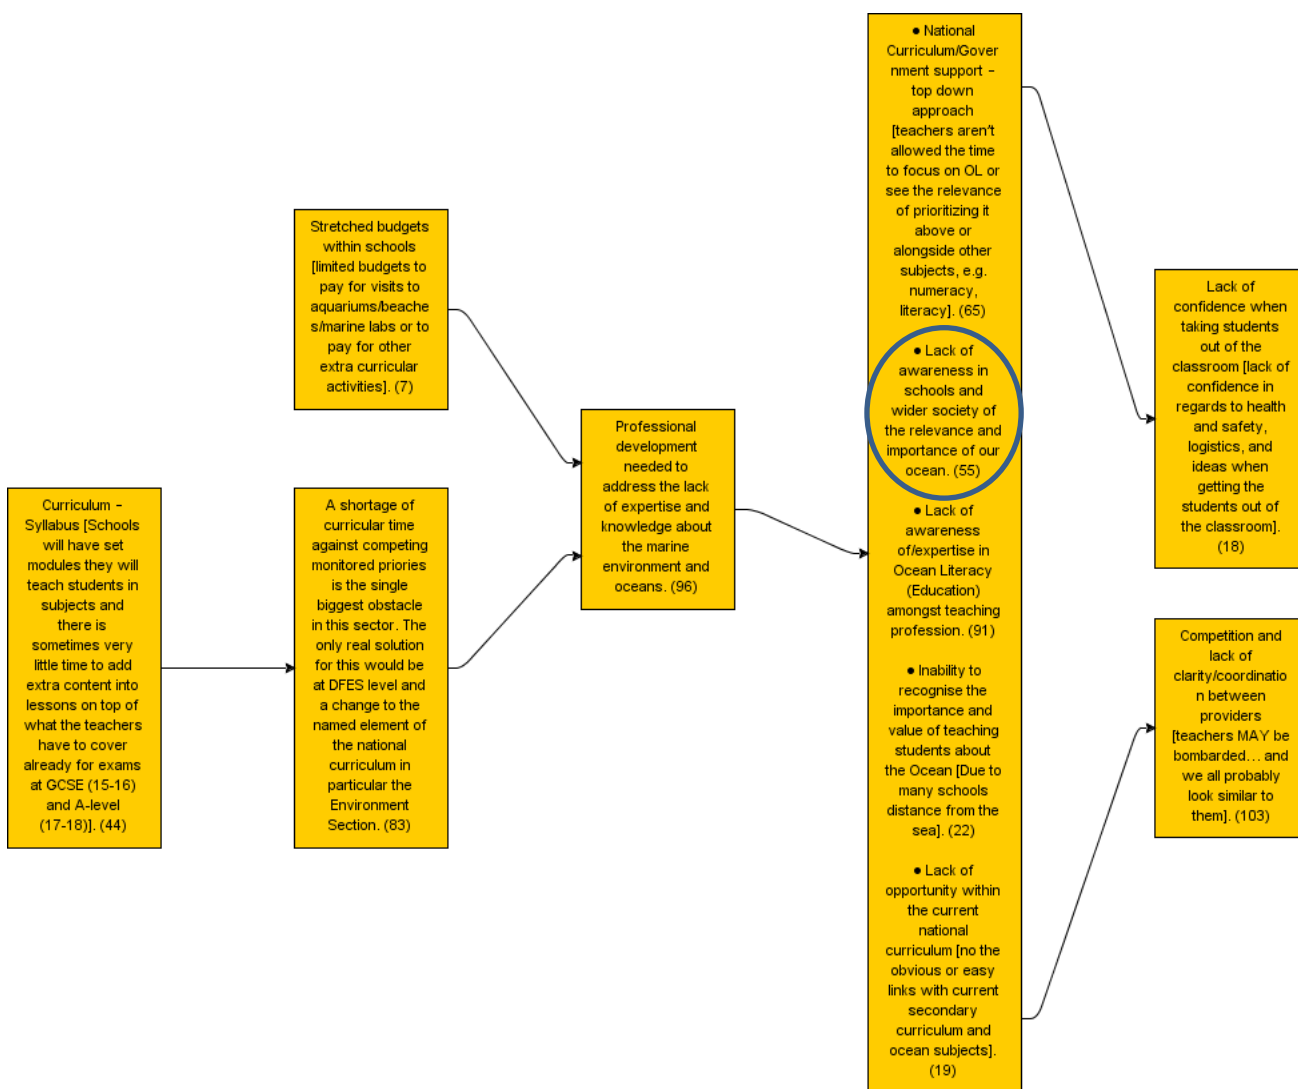 Curriculum –
Syllabus [Schools
will have set
modules they will
teach students in
subjects and
there is
sometimes very
little time to add
extra content into
lessons on top of
what the teachers
have to cover
already for exams
at GCSE (15-16)
and A-level
(17-18)]. (44)
Stretched budgets
within schools
[limited budgets to
pay for visits to
aquariums/beache
s/marine labs or to
pay for other
extra curricular
activities]. (7)
A shortage of
curricular time
against competing
monitored priories
is the single
biggest obstacle
in this sector. The
only real solution
for this would be
at DFES level and
a change to the
named element of
the national
curriculum in
particular the
Environment
Section. (83)
Professional
development
needed to
address the lack
of expertise and
knowledge about
the marine
environment and
oceans. (96)
● National
Curriculum/Gover
nment support –
top down
approach
[teachers aren't
allowed the time
to focus on OL or
see the relevance
of prioritizing it
above or
alongside other
subjects, e.g.
numeracy,
literacy]. (65)
● Lack of
awareness in
schools and
wider society of
the relevance and
importance of our
ocean. (55)
● Lack of
awareness
of/expertise in
Ocean Literacy
(Education)
amongst teaching
profession. (91)
● Inability to
recognise the
importance and
value of teaching
students about
the Ocean [Due to
many schools
distance from the
sea]. (22)
● Lack of
opportunity within
the current
national
curriculum [no the
obvious or easy
links with current
secondary
curriculum and
ocean subjects].
(19)
Lack of
confidence when
taking students
out of the
classroom [lack of
confidence in
regards to health
and safety,
logistics, and
ideas when
getting the
students out of
the classroom].
(18)
Competition and
lack of
clarity/coordinatio
n between
providers
[teachers MAY be
bombarded... and
we all probably
look similar to
them]. (103)